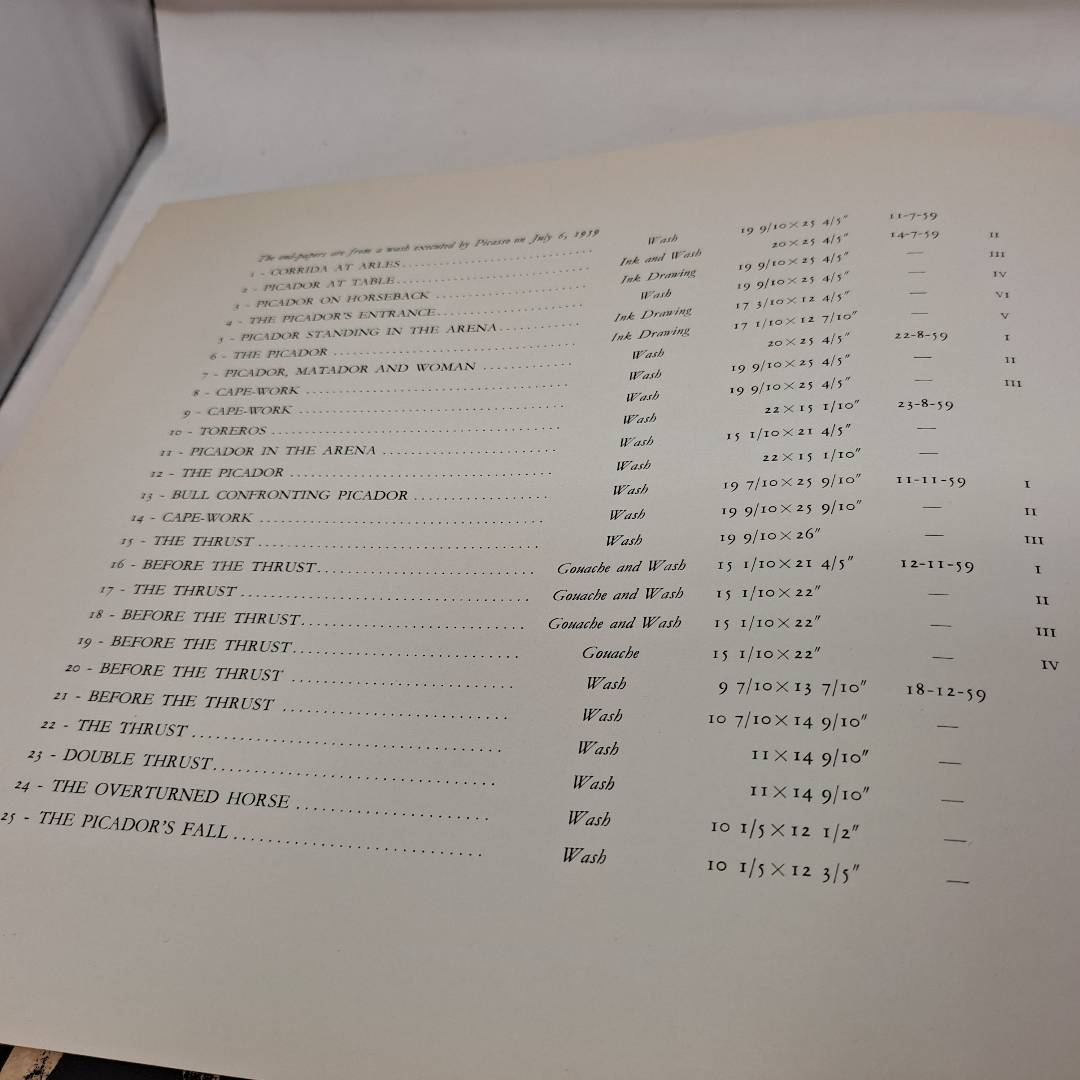 The end-papers are from a wash executed by Picasso on July 6, 1959
1 - CORRIDA AT ARLES Wash 19 9/10 × 25 4/5" 11-7-59
2 - PICADOR AT TABLE Ink and Wash 20 × 25 4/5" 14-7-59 II
3 - PICADOR ON HORSEBACK Ink Drawing 19 9/10 × 25 4/5" — III
4 - THE PICADOR'S ENTRANCE Wash 19 9/10 × 25 4/5" — IV
5 - PICADOR STANDING IN THE ARENA Ink Drawing 17 3/10 × 12 4/5" — VI
6 - THE PICADOR Ink Drawing 17 1/10 × 12 7/10" — V
7 - PICADOR, MATADOR AND WOMAN Wash 20 × 25 4/5" 22-8-59 I
8 - CAPE-WORK Wash 19 9/10 × 25 4/5" — II
9 - CAPE-WORK Wash 19 9/10 × 25 4/5" — III
10 - TOREROS Wash 22 × 15 1/10" 23-8-59
11 - PICADOR IN THE ARENA Wash 15 1/10 × 21 4/5" —
12 - THE PICADOR Wash 22 × 15 1/10" —
13 - BULL CONFRONTING PICADOR Wash 19 7/10 × 25 9/10" 11-11-59 I
14 - CAPE-WORK Wash 19 9/10 × 25 9/10" — II
15 - THE THRUST Wash 19 9/10 × 26" — III
16 - BEFORE THE THRUST Gouache and Wash 15 1/10 × 21 4/5" 12-11-59 I
17 - THE THRUST Gouache and Wash 15 1/10 × 22" — II
18 - BEFORE THE THRUST Gouache and Wash 15 1/10 × 22" — III
19 - BEFORE THE THRUST Gouache 15 1/10 × 22" — IV
20 - BEFORE THE THRUST Wash 9 7/10 × 13 7/10" 18-12-59
21 - BEFORE THE THRUST Wash 10 7/10 × 14 9/10" —
22 - THE THRUST Wash 11 × 14 9/10" —
23 - DOUBLE THRUST Wash 11 × 14 9/10" —
24 - THE OVERTURNED HORSE Wash 10 1/5 × 12 1/2" —
25 - THE PICADOR'S FALL Wash 10 1/5 × 12 3/5" —